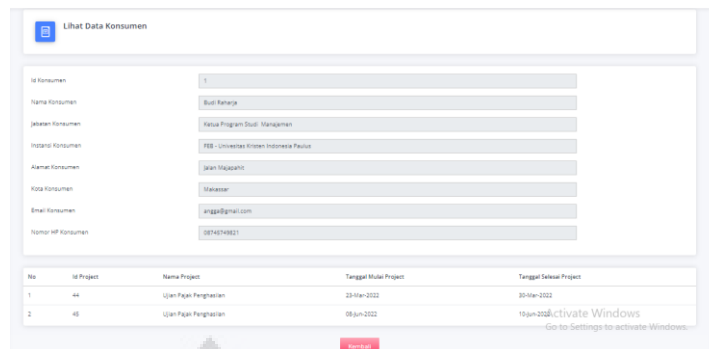 Lihat Data Konsumen
Id Konsumen 1
Nama Konsumen Budi Raharja
Jabatan Konsumen Ketua Program Studi Manajemen
Instansi Konsumen FEB - Univesitas Kristen Indonesia Paulus
Alamat Konsumen Jalan Majapahit
Kota Konsumen Makassar
Email Konsumen angga@gmail.com
Nomor HP Konsumen 08746749821
No Id Project Nama Project Tanggal Mulai Project Tanggal Selesai Project
1 44 Ujian Pajak Penghasilan 23-Mar-2022 30-Mar-2022
2 45 Ujian Pajak Penghasilan 08-Jun-2022 10-Jun-2022
Activate Windows
Go to Settings to activate Windows.
Kembali